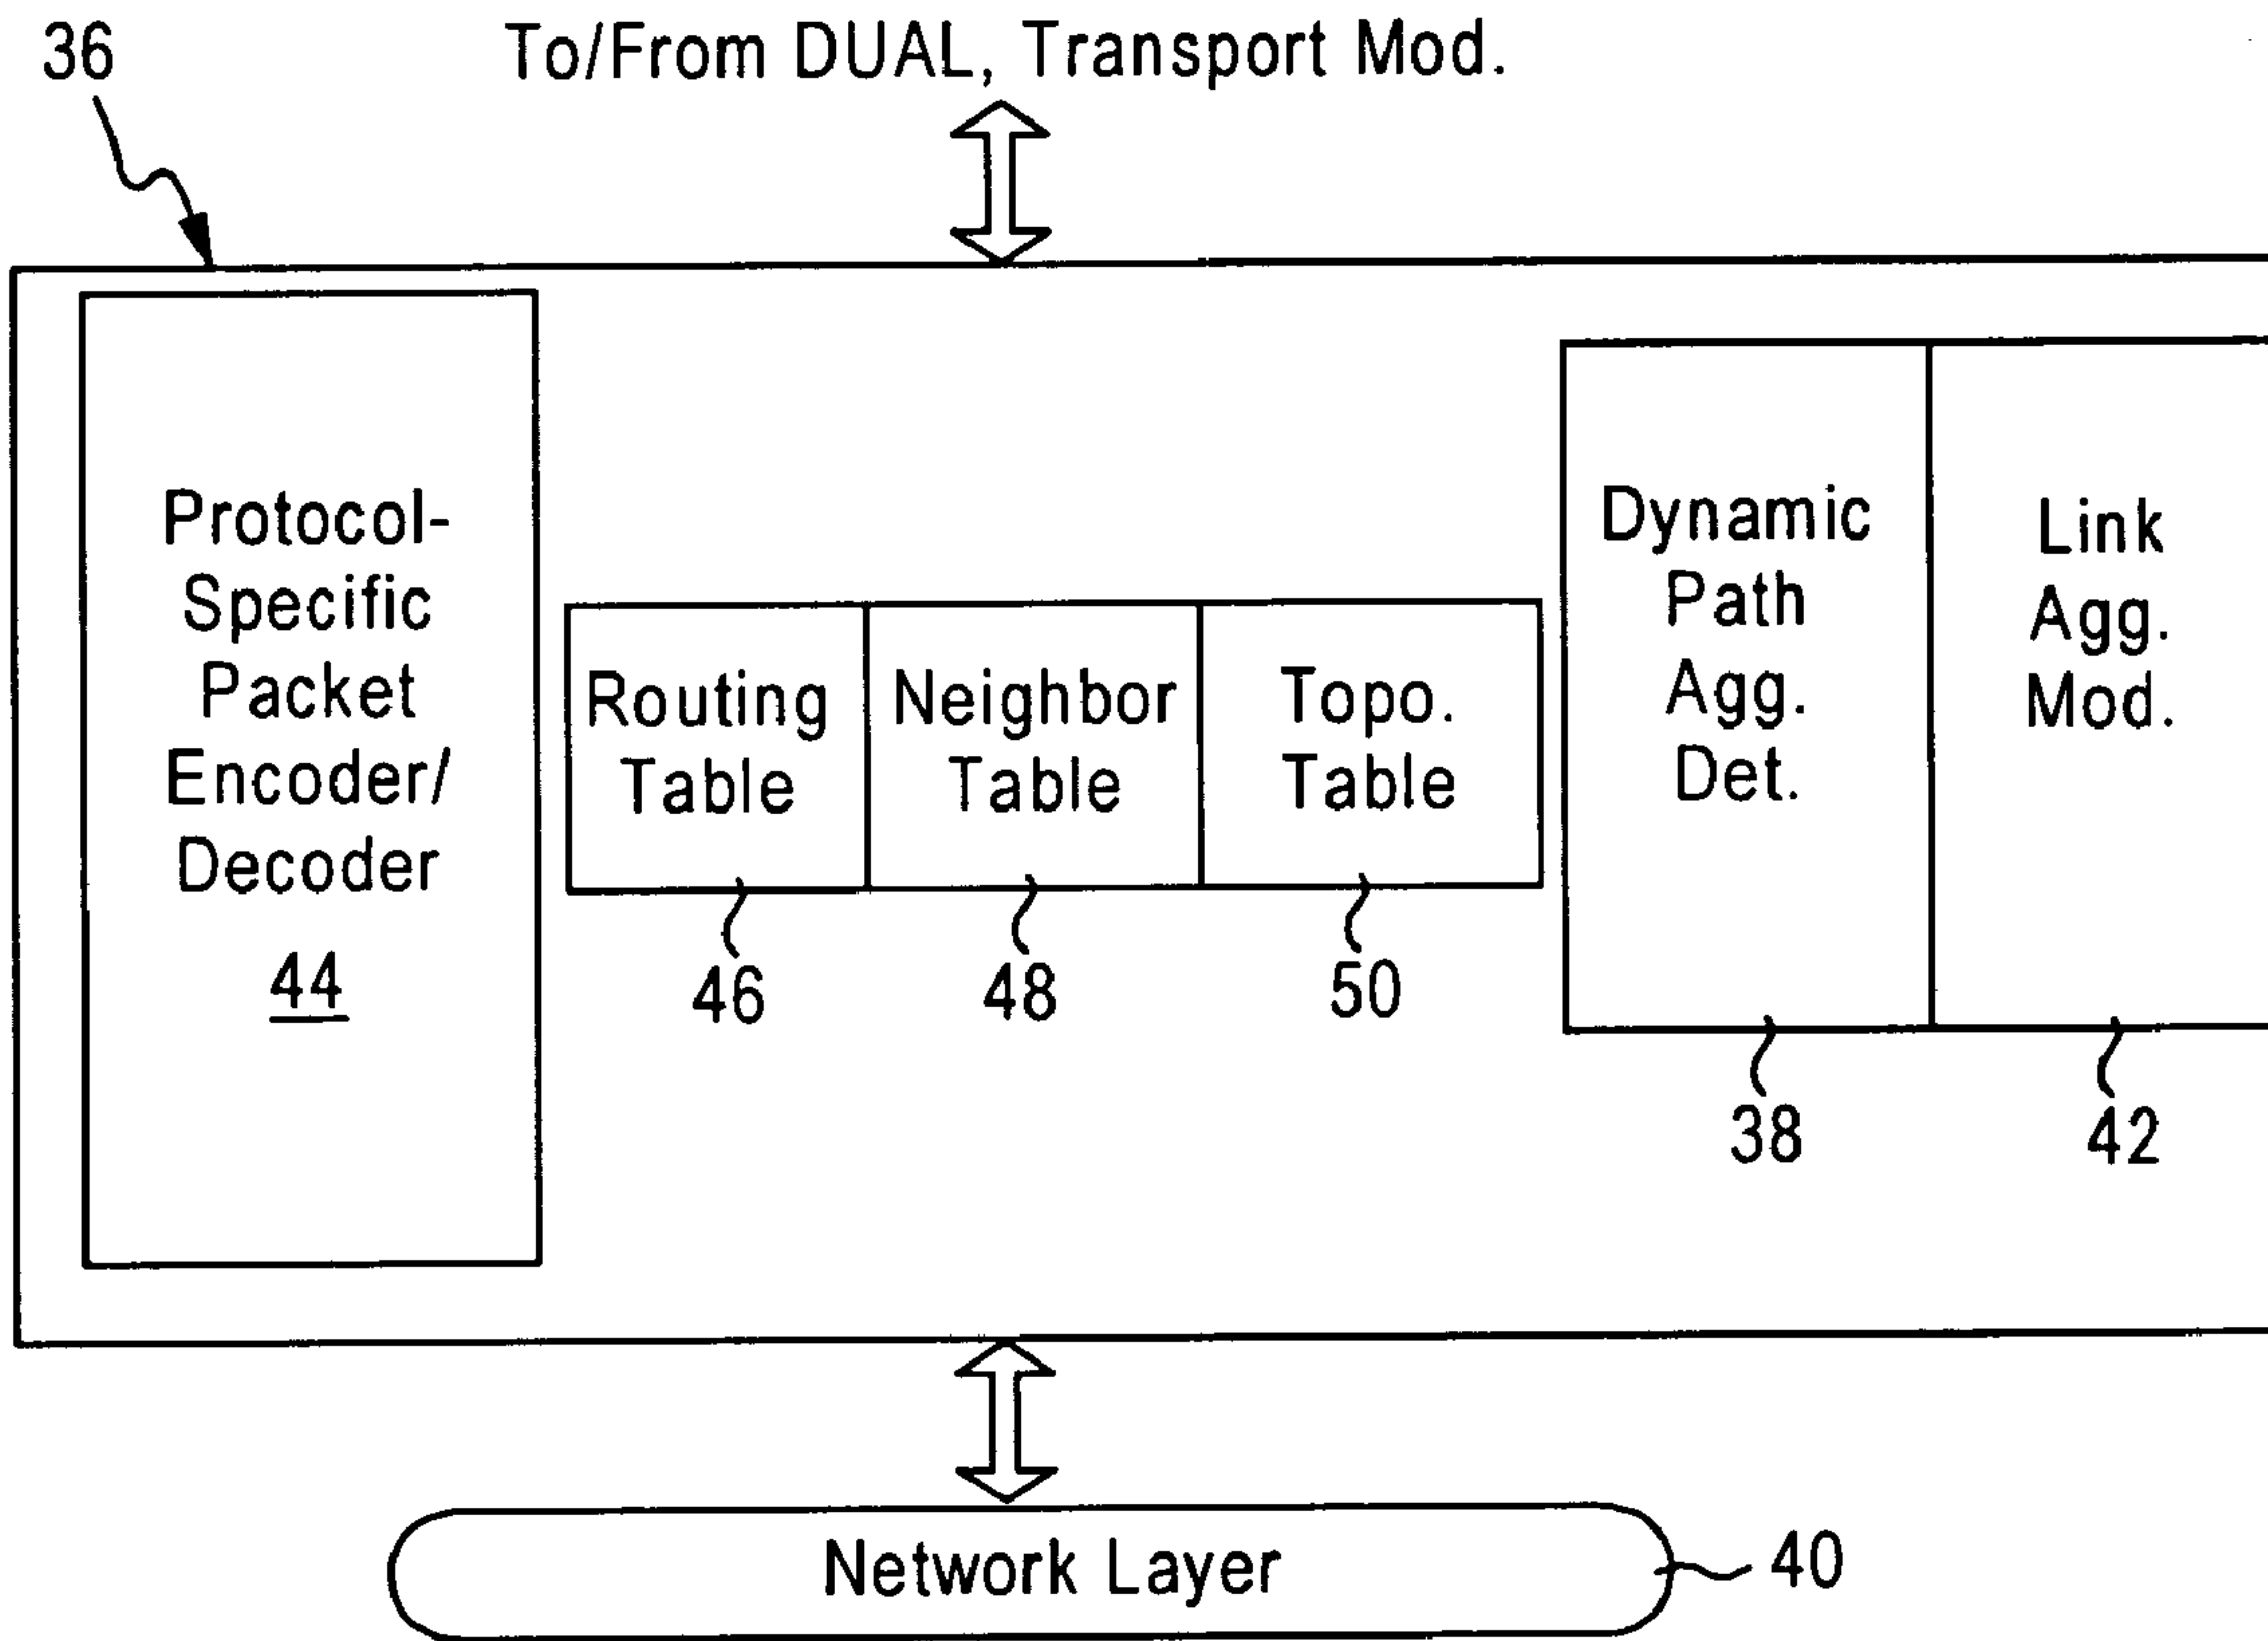 36
To/From DUAL, Transport Mod.
Protocol-
Specific
Packet
Encoder/
Decoder
44
Routing
Table
46
Neighbor
Table
48
Topo.
Table
50
Dynamic
Path
Agg.
Det.
38
Link
Agg.
Mod.
42
Network Layer
40